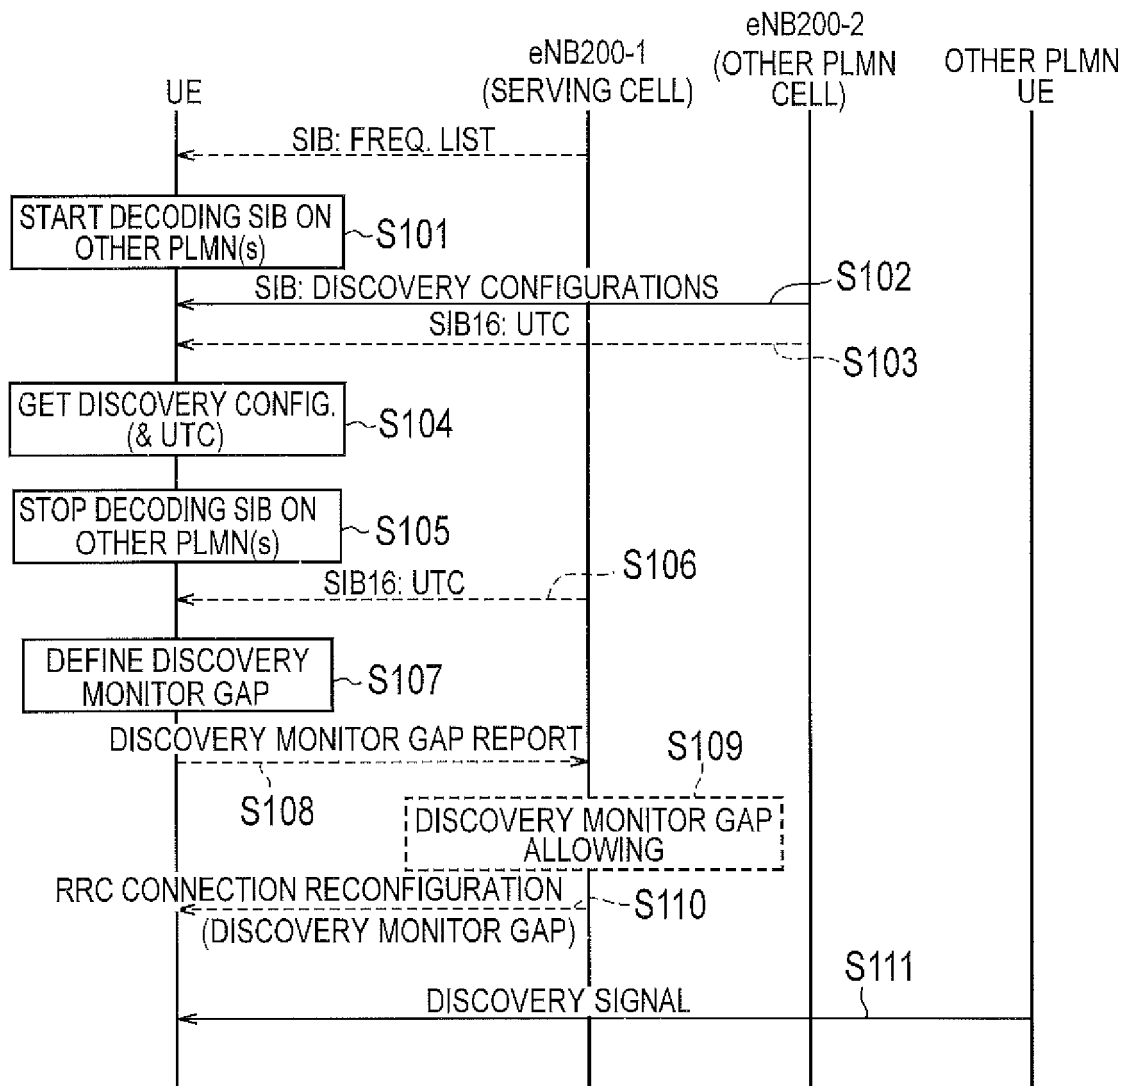 UE
eNB200-1
(SERVING CELL)
eNB200-2
(OTHER PLMN
CELL)
OTHER PLMN
UE
SIB: FREQ. LIST
START DECODING SIB ON
OTHER PLMN(s)
S101
SIB: DISCOVERY CONFIGURATIONS
S102
SIB16: UTC
S103
GET DISCOVERY CONFIG.
(& UTC)
S104
STOP DECODING SIB ON
OTHER PLMN(s)
S105
SIB16: UTC
S106
DEFINE DISCOVERY
MONITOR GAP
S107
DISCOVERY MONITOR GAP REPORT
S108
S109
DISCOVERY MONITOR GAP
ALLOWING
RRC CONNECTION RECONFIGURATION
S110
(DISCOVERY MONITOR GAP)
S111
DISCOVERY SIGNAL